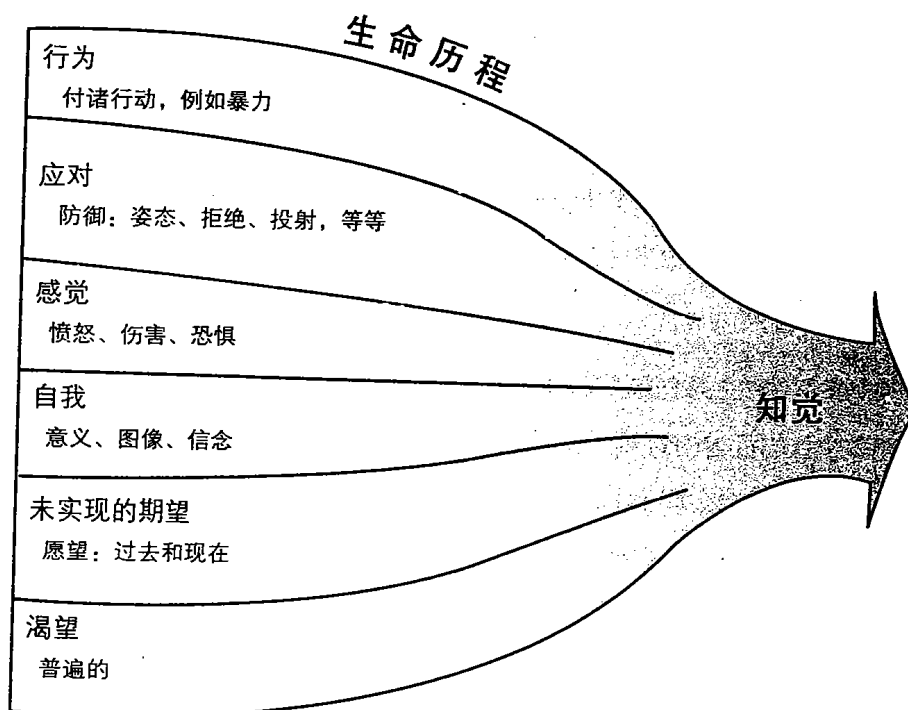 生命历程
行为
付诸行动，例如暴力
应对
防御：姿态、拒绝、投射，等等
感觉
愤怒、伤害、恐惧
自我
意义、图像、信念
未实现的期望
愿望：过去和现在
渴望
普遍的
知觉